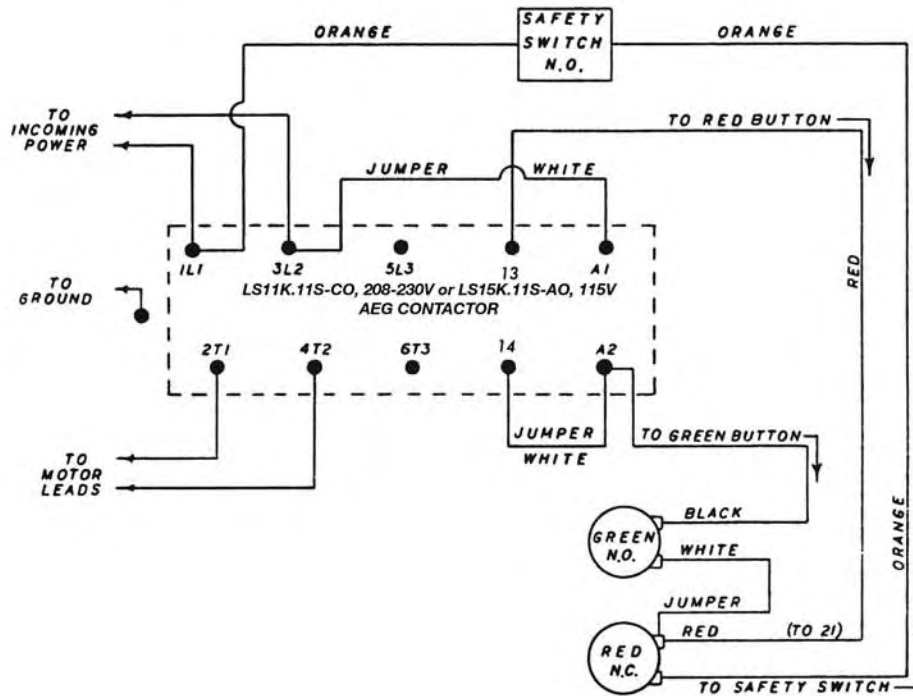 ORANGE
SAFETY
SWITCH
N.O.
ORANGE
TO
INCOMING
POWER
TO RED BUTTON
JUMPER
WHITE
RED
1L1
3L2
5L3
13
A1
TO
GROUND
LS11K.11S-CO, 208-230V or LS15K.11S-AO, 115V
AEG CONTACTOR
2T1
4T2
6T3
14
A2
JUMPER
WHITE
TO GREEN BUTTON
TO
MOTOR
LEADS
BLACK
GREEN
N.O.
WHITE
ORANGE
JUMPER
RED
(TO 21)
RED
N.C.
TO SAFETY SWITCH